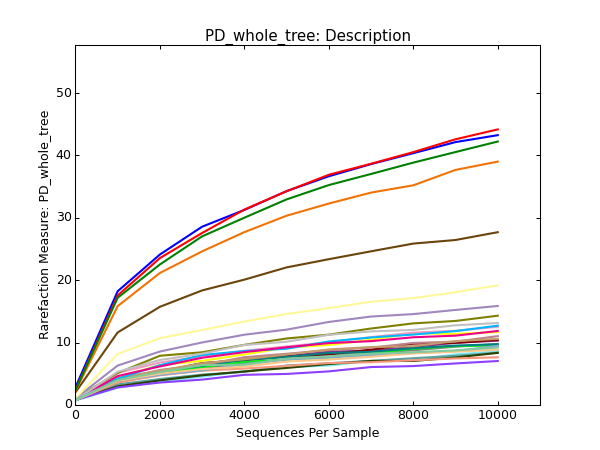 PD_whole_tree: Description
Rarefaction Measure: PD_whole_tree
50
40
30
20
10
0
0 2000 4000 6000 8000 10000
Sequences Per Sample